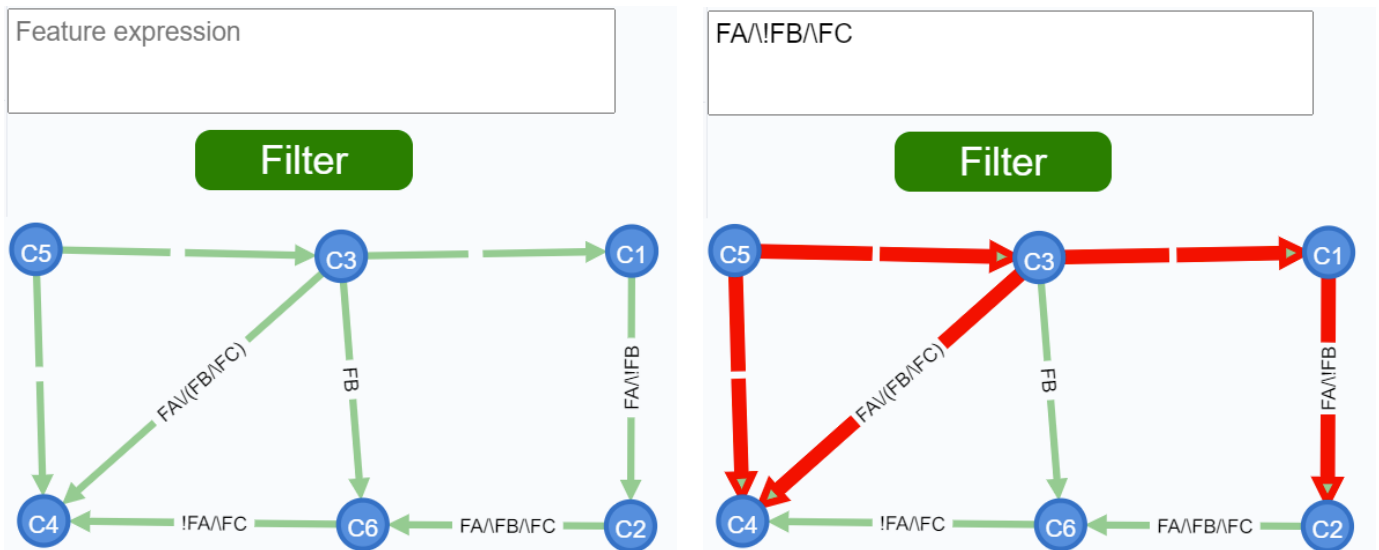 Feature expression
Filter
C5
C3
C1
FA\/(FB/\FC)
FB
FA/\!FB
C4
!FA/\FC
C6
FA/\FB/\FC
C2
FA/\!FB/\FC
Filter
C5
C3
C1
FA\/(FB/\FC)
FB
FA/\!FB
C4
!FA/\FC
C6
FA/\FB/\FC
C2